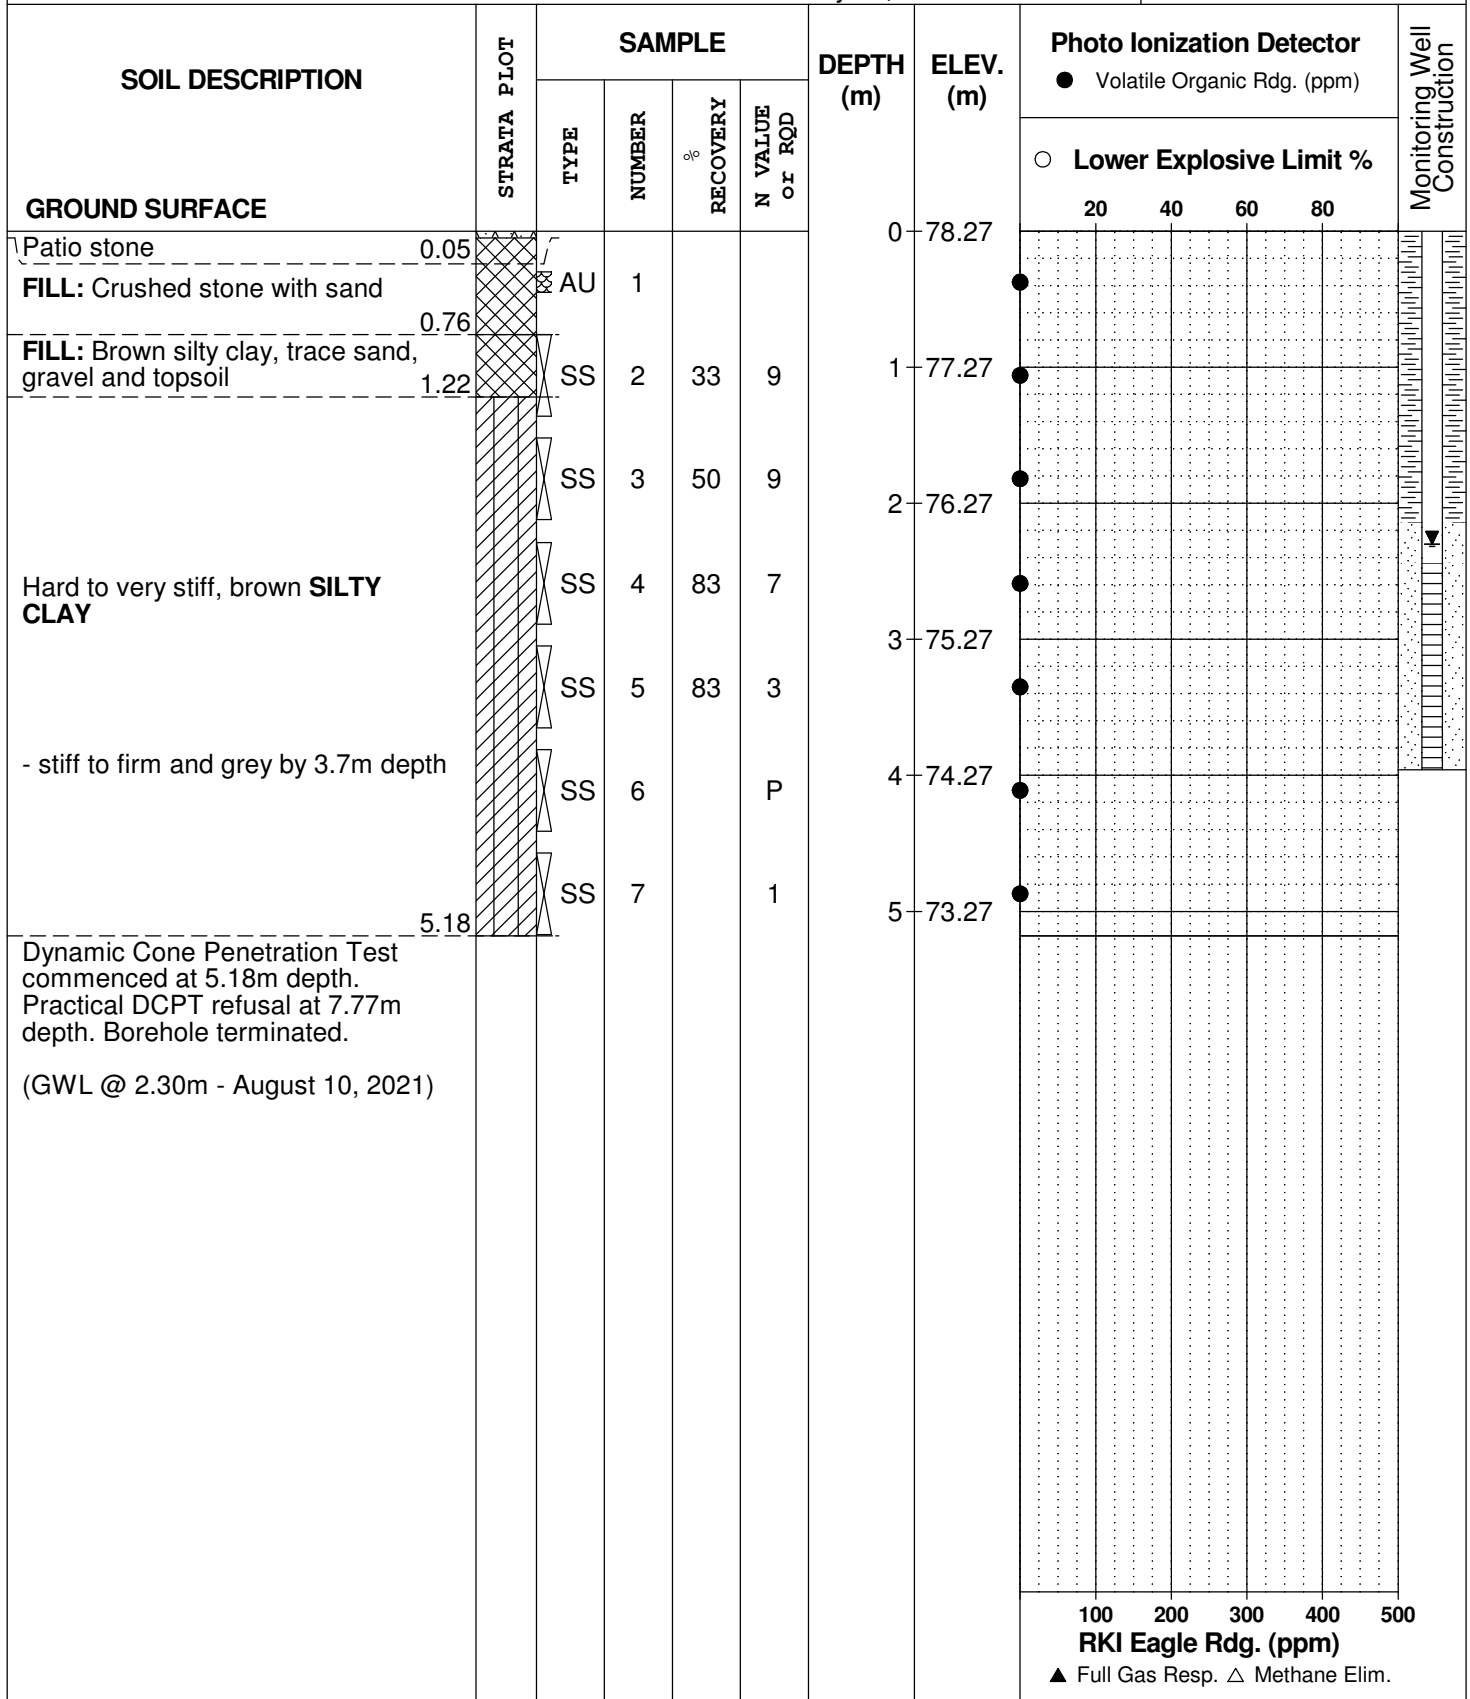 SOIL DESCRIPTION
GROUND SURFACE
STRATA PLOT
SAMPLE
TYPE
NUMBER
% RECOVERY
N VALUE or RQD
DEPTH (m)
ELEV. (m)
Photo Ionization Detector
● Volatile Organic Rdg. (ppm)
○ Lower Explosive Limit %
20 40 60 80
Monitoring Well
Construction
0 78.27
Patio stone 0.05
FILL: Crushed stone with sand
0.76
AU 1
FILL: Brown silty clay, trace sand,
gravel and topsoil 1.22
SS 2 33 9
1 77.27
SS 3 50 9
2 76.27
Hard to very stiff, brown SILTY
CLAY
SS 4 83 7
3 75.27
SS 5 83 3
- stiff to firm and grey by 3.7m depth
4 74.27
SS 6 P
SS 7 1
5 73.27
5.18
Dynamic Cone Penetration Test
commenced at 5.18m depth.
Practical DCPT refusal at 7.77m
depth. Borehole terminated.
(GWL @ 2.30m - August 10, 2021)
100 200 300 400 500
RKI Eagle Rdg. (ppm)
▲ Full Gas Resp. △ Methane Elim.